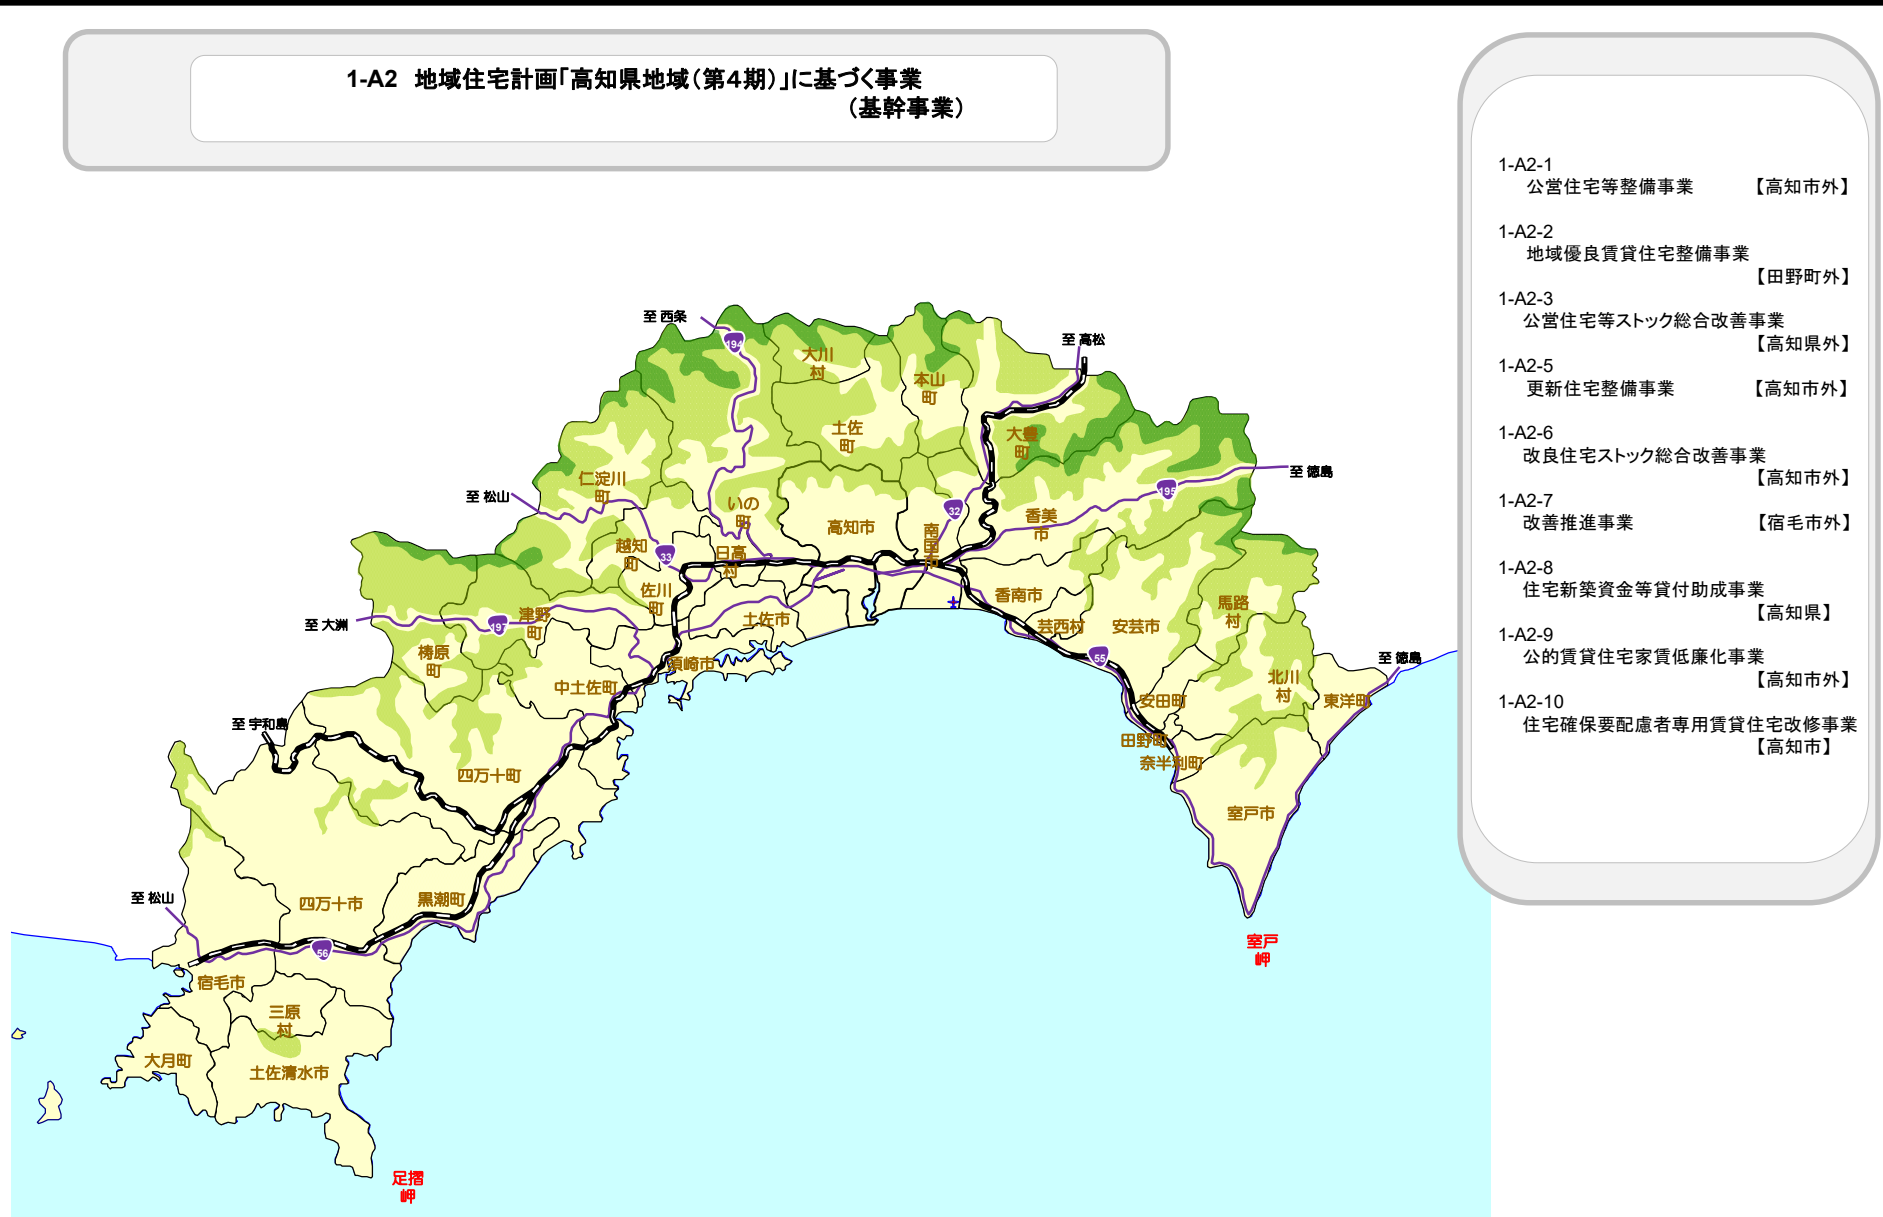 1-A2 地域住宅計画「高知県地域（第4期）」に基づく事業
（基幹事業）
1-A2-1
公営住宅等整備事業　　　【高知市外】
1-A2-2
地域優良賃貸住宅整備事業
【田野町外】
1-A2-3
公営住宅等ストック総合改善事業
【高知県外】
1-A2-5
更新住宅整備事業　　　　【高知市外】
1-A2-6
改良住宅ストック総合改善事業
【高知市外】
1-A2-7
改善推進事業　　　　　　【宿毛市外】
1-A2-8
住宅新築資金等貸付助成事業
【高知県】
1-A2-9
公的賃貸住宅家賃低廉化事業
【高知市外】
1-A2-10
住宅確保要配慮者専用賃貸住宅改修事業
【高知市】
至 西条
194
至 高松
大川
村
本山
町
土佐
町
大豊
町
至 徳島
195
仁淀川
町
至 松山
いの
町
高知市
32
南国市
香美
市
越知
町
33
日高
村
佐川
町
香南市
馬路
村
至 大洲
197
津野
町
土佐市
芸西村
安芸市
梼原
町
須崎市
55
至 徳島
中土佐町
北川
村
安田町
東洋町
至 宇和島
田野町
奈半利町
四万十町
室戸市
至 松山
四万十市
黒潮町
56
室戸
岬
宿毛市
三原
村
大月町
土佐清水市
足摺
岬